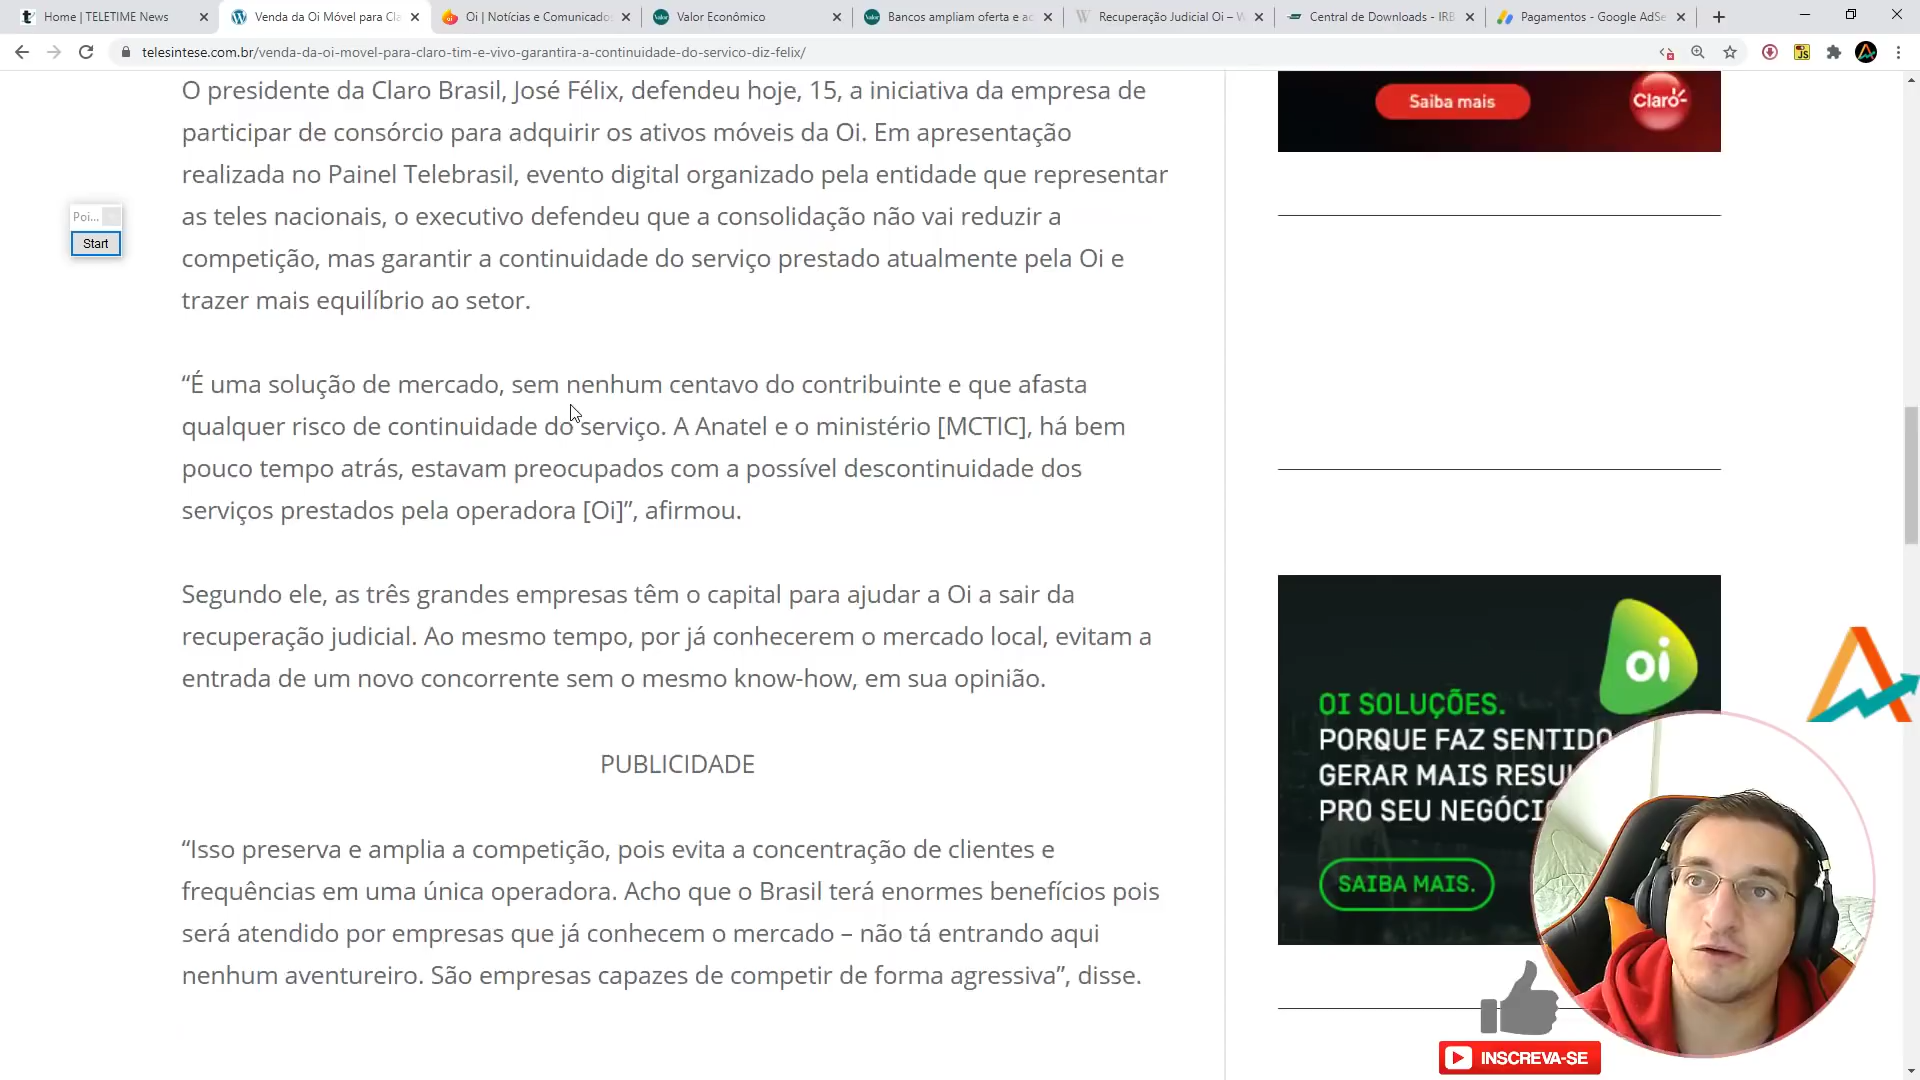 Home | TELETIME News
Venda da Oi Móvel para Cla
Oi | Notícias e Comunicados
Valor Econômico
Bancos ampliam oferta e ac
Recuperação Judicial Oi – W
Central de Downloads - IRB
Pagamentos - Google AdSe
telesintese.com.br/venda-da-oi-movel-para-claro-tim-e-vivo-garantira-a-continuidade-do-servico-diz-felix/
O presidente da Claro Brasil, José Félix, defendeu hoje, 15, a iniciativa da empresa de
participar de consórcio para adquirir os ativos móveis da Oi. Em apresentação
realizada no Painel Telebrasil, evento digital organizado pela entidade que representar
as teles nacionais, o executivo defendeu que a consolidação não vai reduzir a
competição, mas garantir a continuidade do serviço prestado atualmente pela Oi e
trazer mais equilíbrio ao setor.
“É uma solução de mercado, sem nenhum centavo do contribuinte e que afasta
qualquer risco de continuidade do serviço. A Anatel e o ministério [MCTIC], há bem
pouco tempo atrás, estavam preocupados com a possível descontinuidade dos
serviços prestados pela operadora [Oi]”, afirmou.
Segundo ele, as três grandes empresas têm o capital para ajudar a Oi a sair da
recuperação judicial. Ao mesmo tempo, por já conhecerem o mercado local, evitam a
entrada de um novo concorrente sem o mesmo know-how, em sua opinião.
PUBLICIDADE
“Isso preserva e amplia a competição, pois evita a concentração de clientes e
frequências em uma única operadora. Acho que o Brasil terá enormes benefícios pois
será atendido por empresas que já conhecem o mercado – não tá entrando aqui
nenhum aventureiro. São empresas capazes de competir de forma agressiva”, disse.
Poi...
Start
Saiba mais
Claro
oi
OI SOLUÇÕES.
PORQUE FAZ SENTIDO
GERAR MAIS RESUL
PRO SEU NEGÓCI
SAIBA MAIS.
INSCREVA-SE
JS